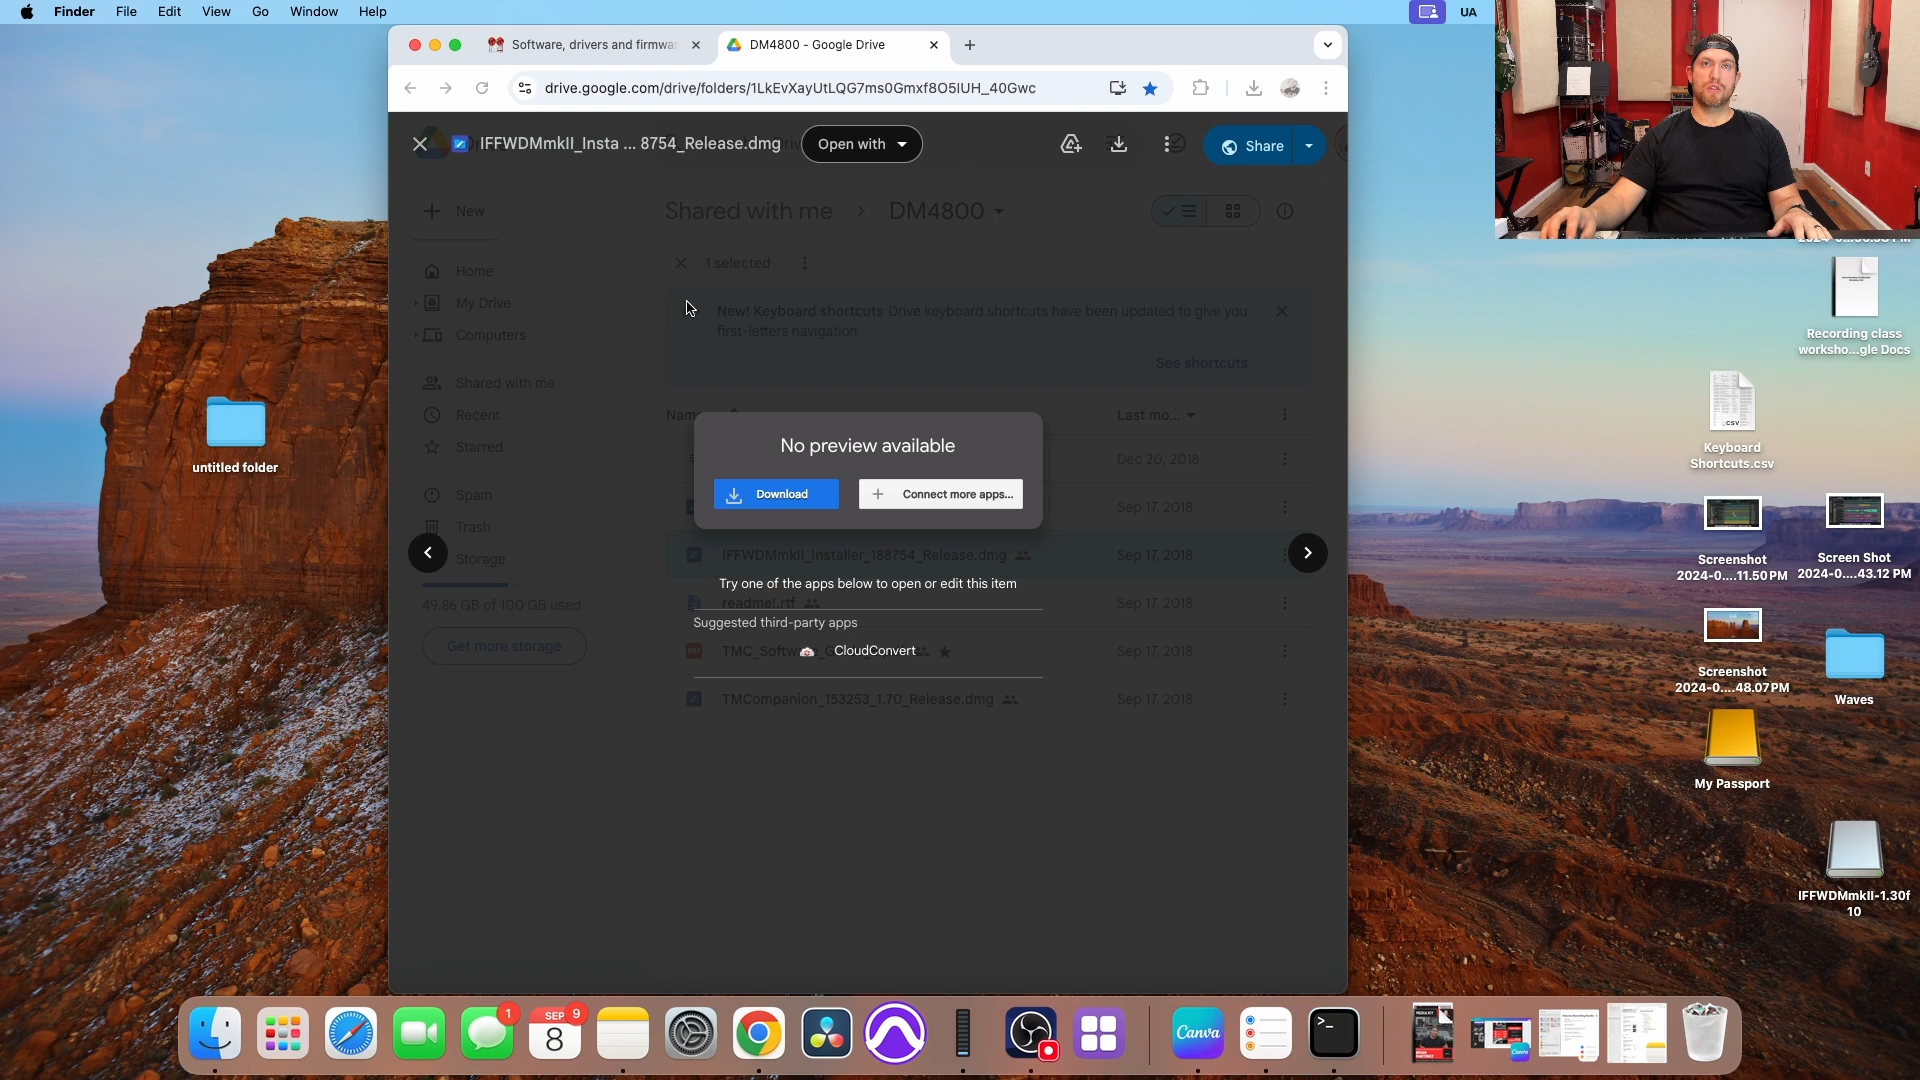 Finder File Edit View Go Window Help
UA
Software, drivers and firmwar
DM4800 - Google Drive
drive.google.com/drive/folders/1LkEvXayUtLQG7ms0Gmxf8O5lUH_40Gwc
IFFWDMmkII_Insta ... 8754_Release.dmg
Open with
Share
New
Shared with me
DM4800
1 selected
Home
My Drive
Computers
New! Keyboard shortcuts Drive keyboard shortcuts have been updated to give you
first-letters navigation
See shortcuts
Shared with me
Recent
Starred
Spam
Trash
Storage
49.86 GB of 100 GB used
Get more storage
Last mo...
No preview available
Download
Connect more apps...
Dec 20, 2018
Sep 17, 2018
IFFWDMmkII_Installer_188754_Release.dmg
Sep 17, 2018
Try one of the apps below to open or edit this item
readme!.rtf
Sep 17, 2018
Suggested third-party apps
CloudConvert
Sep 17, 2018
TMCompanion_153253_1.70_Release.dmg
Sep 17, 2018
untitled folder
Recording class
worksho...gle Docs
CSV
Keyboard
Shortcuts.csv
Screenshot
2024-0....11.50 PM
Screen Shot
2024-0....43.12 PM
Screenshot
2024-0....48.07 PM
Waves
My Passport
IFFWDMmkII-1.30f
10
1
SEP
9
8
Canva
>_
MEDIA KIT
Canva